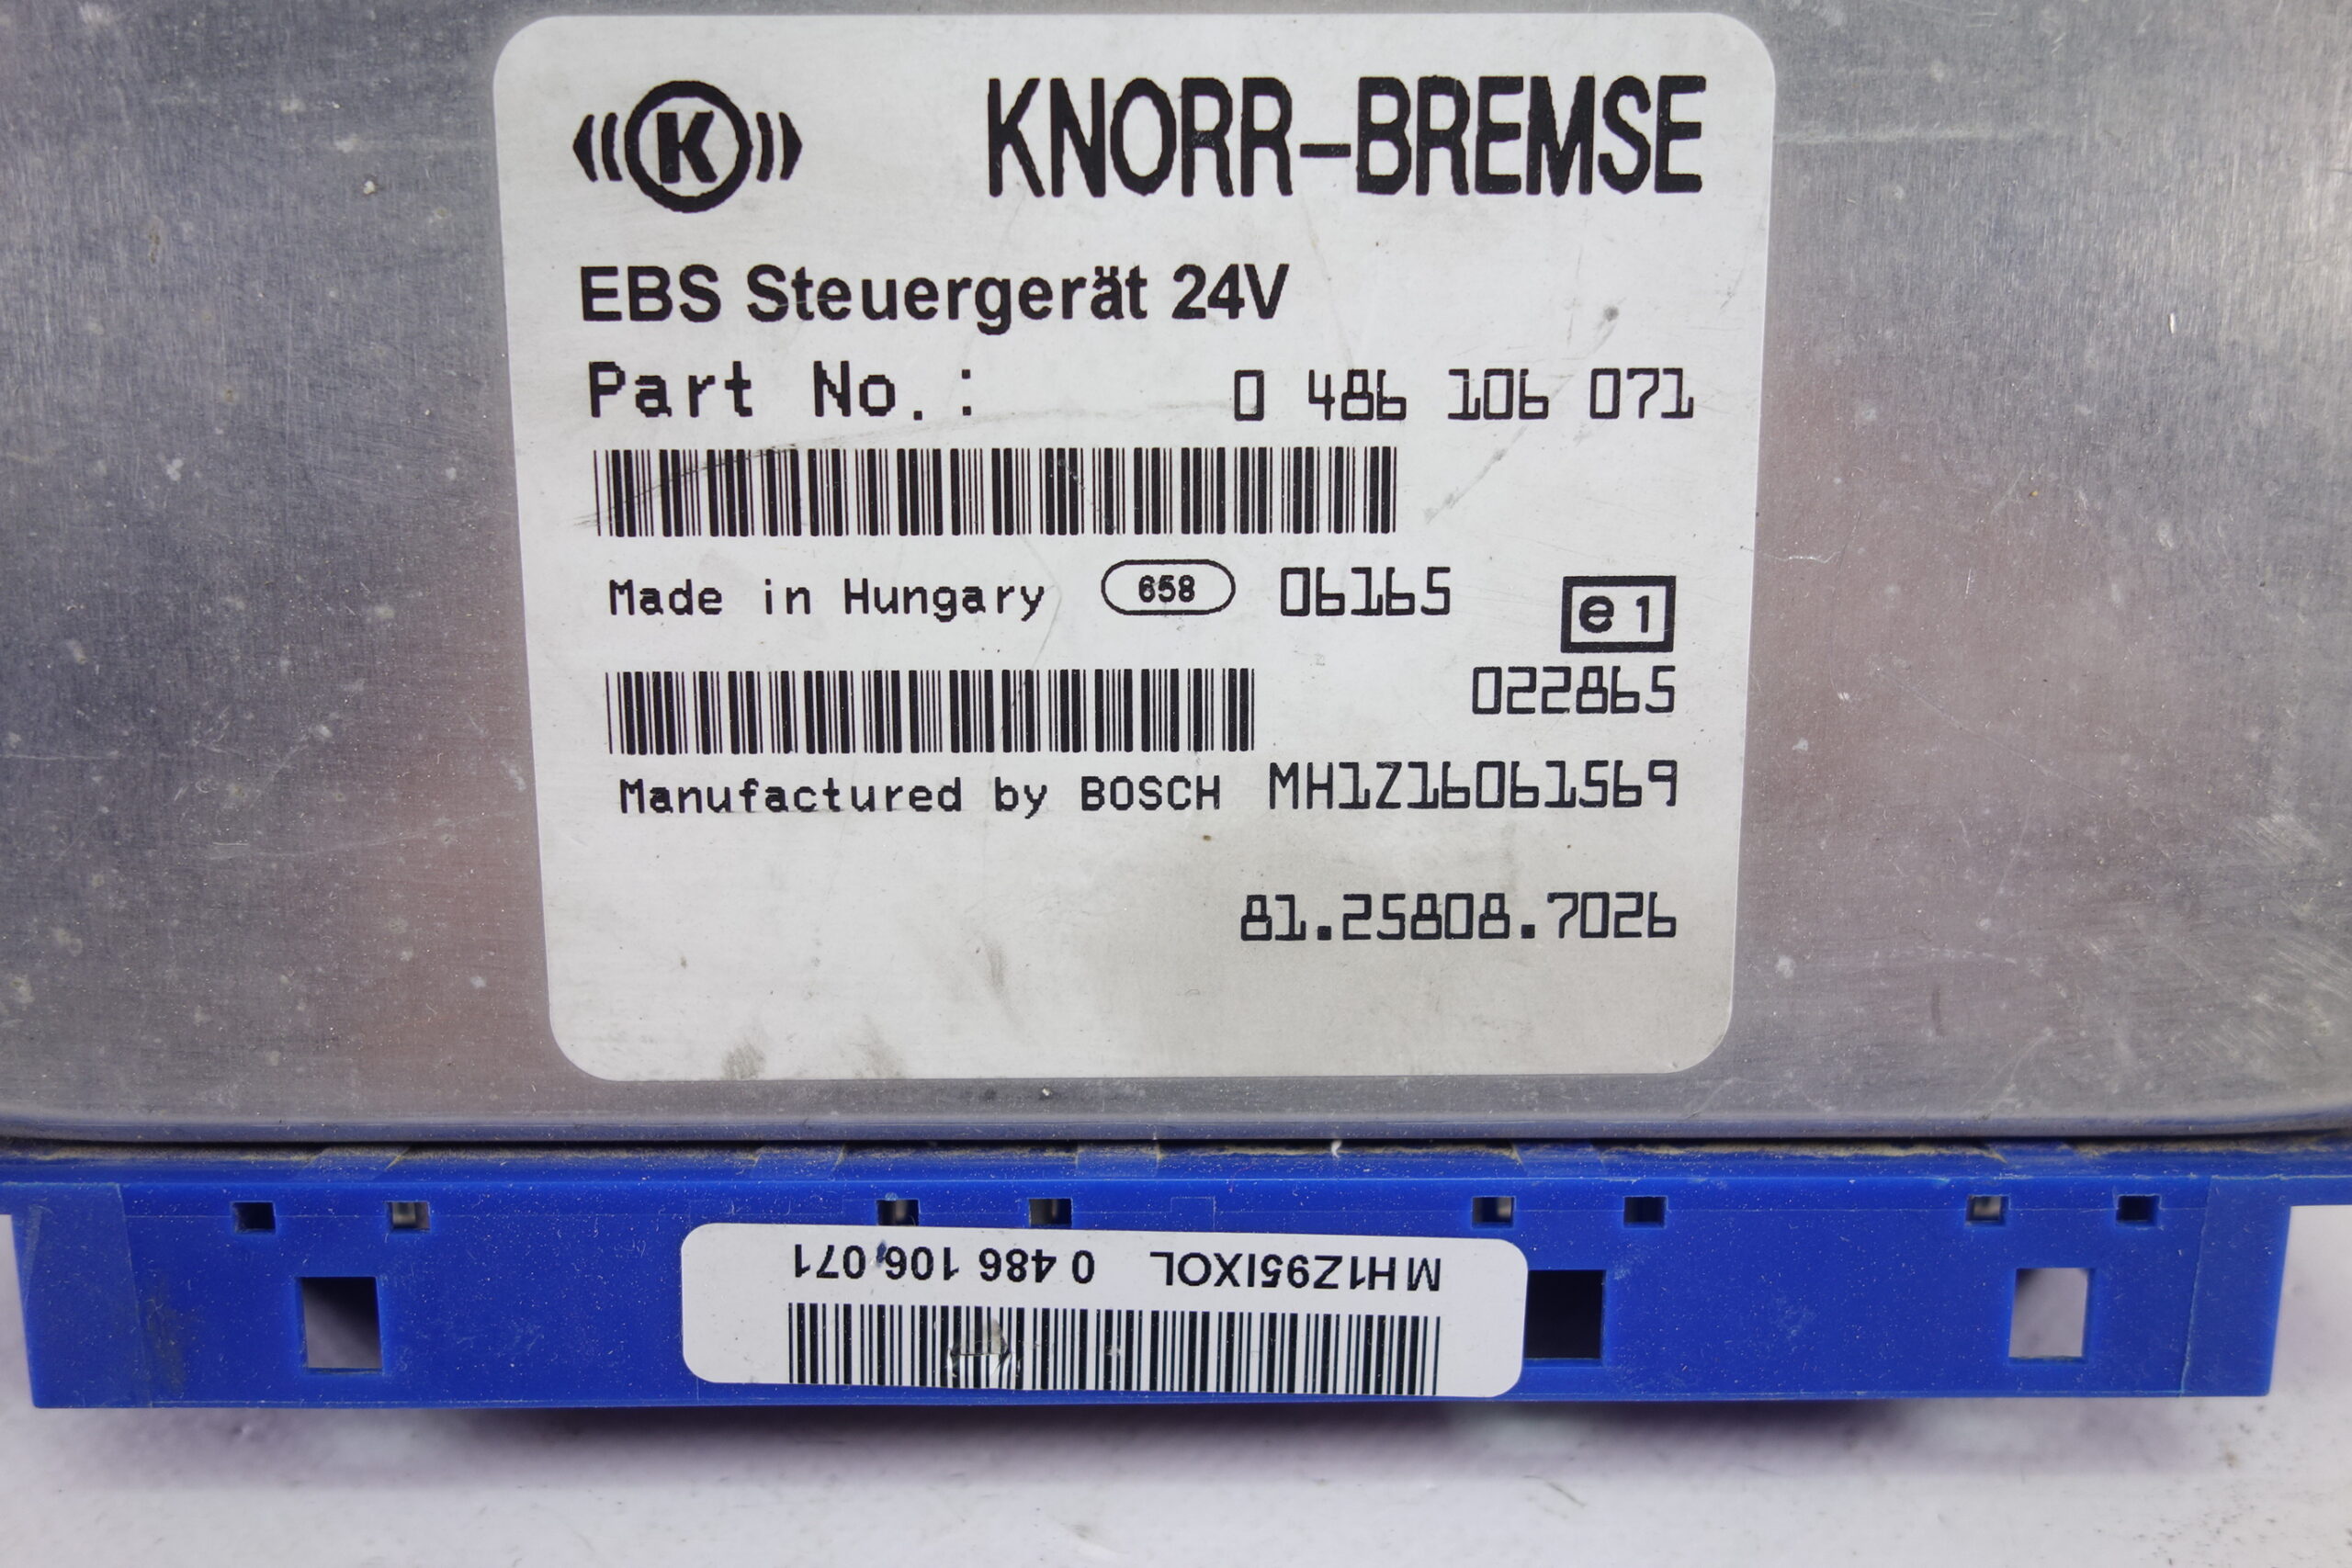 K KNORR-BREMSE
EBS Steuergerät 24V
Part No.: 0 486 106 071
Made in Hungary 658 06165
e1
022865
Manufactured by BOSCH MH1Z16061569
81.25808.7026
MH1Z95IXOL 0 486 106 071